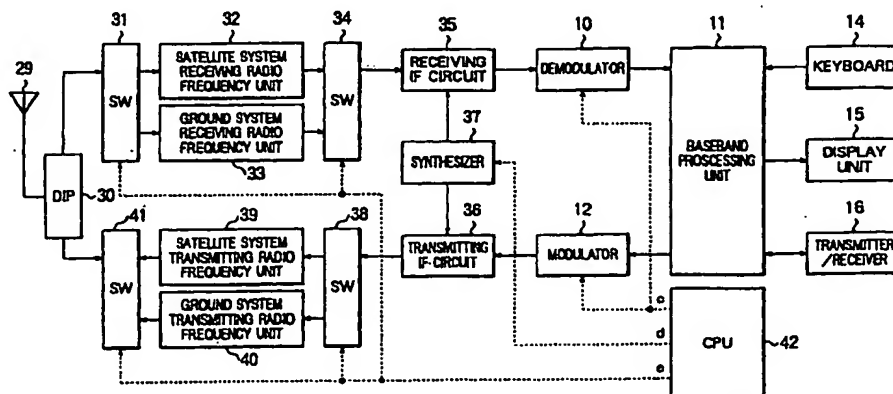 31
32
34
35
10
11
14
29
SW
SATELLITE SYSTEM
RECEIVING RADIO
FREQUENCY UNIT
SW
RECEIVING
IF CIRCUIT
DEMODULATOR
KEYBOARD
GROUND SYSTEM
RECEIVING RADIO
FREQUENCY UNIT
33
37
SYNTHESIZER
BASEBAND
PROSCESSING
UNIT
15
DISPLAY
UNIT
DIP
30
41
39
38
36
12
16
SW
SATELLITE SYSTEM
TRANSMITTING RADIO
FREQUENCY UNIT
SW
TRANSMITTING
IF-CIRCUIT
MODULATOR
TRANSMITTER
/RECEIVER
GROUND SYSTEM
TRANSMITTING RADIO
FREQUENCY UNIT
40
c
d
e
CPU
42